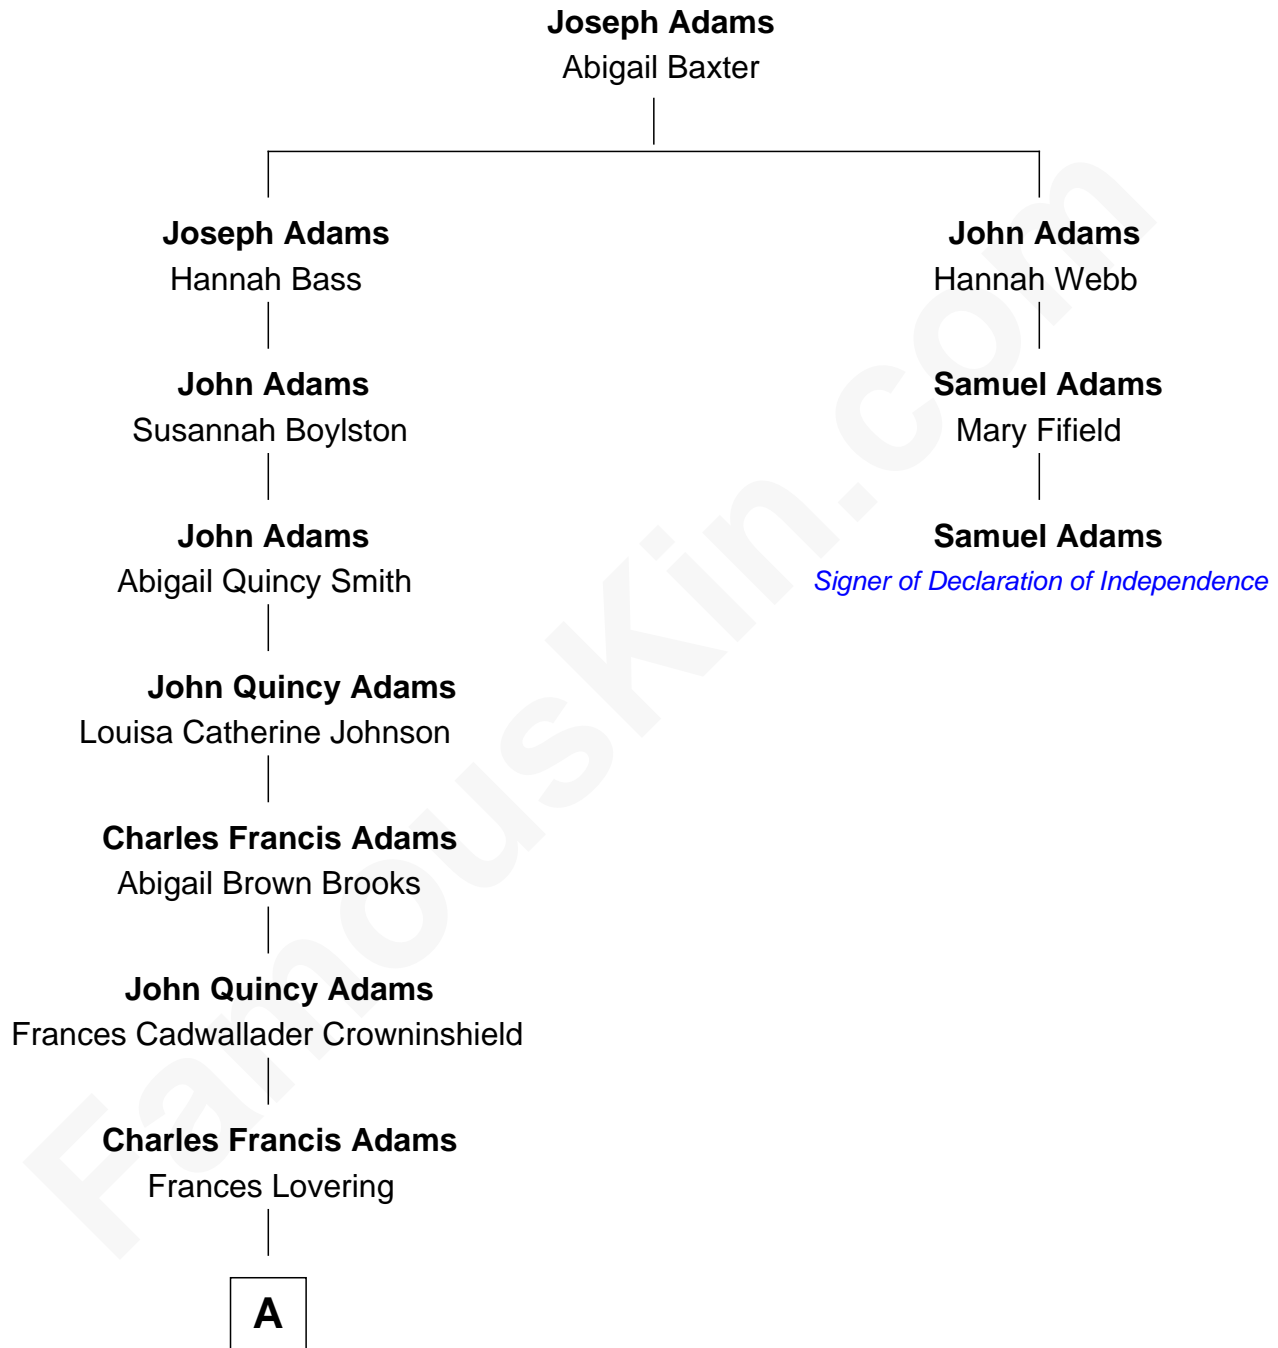 Joseph Adams
Abigail Baxter
Joseph Adams
Hannah Bass
John Adams
Hannah Webb
John Adams
Susannah Boylston
Samuel Adams
Mary Fifield
John Adams
Abigail Quincy Smith
Samuel Adams
Signer of Declaration of Independence
John Quincy Adams
Louisa Catherine Johnson
Charles Francis Adams
Abigail Brown Brooks
John Quincy Adams
Frances Cadwallader Crowninshield
Charles Francis Adams
Frances Lovering
A
FamousKin.com